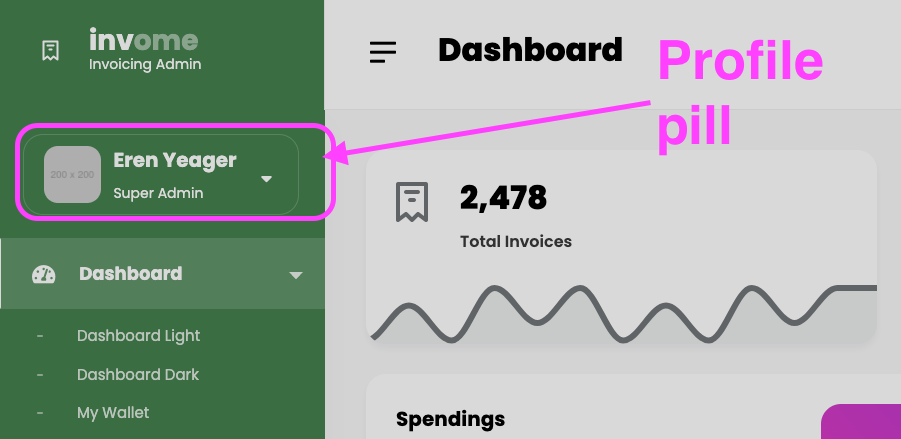 invome
Invoicing Admin
Dashboard
Profile
pill
200 x 200
Eren Yeager
Super Admin
2,478
Total Invoices
Dashboard
- Dashboard Light
- Dashboard Dark
- My Wallet
Spendings